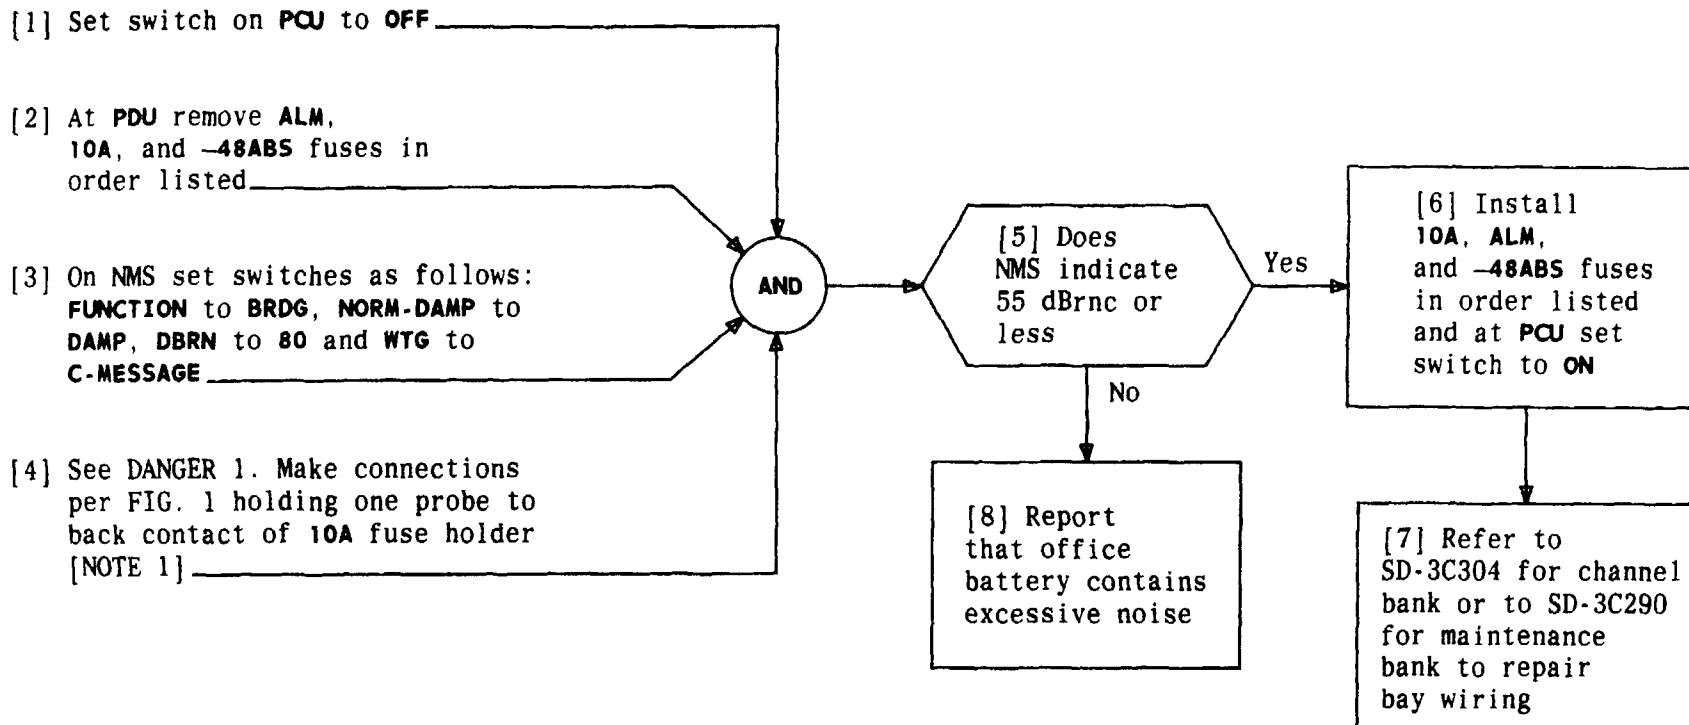 [1] Set switch on PCU to OFF
[2] At PDU remove ALM,
10A, and -48ABS fuses in
order listed
[3] On NMS set switches as follows:
FUNCTION to BRDG, NORM-DAMP to
DAMP, DBRN to 80 and WTG to
C-MESSAGE
[4] See DANGER 1. Make connections
per FIG. 1 holding one probe to
back contact of 10A fuse holder
[NOTE 1]
AND
[5] Does
NMS indicate
55 dBrnc or
less
Yes
No
[6] Install
10A, ALM,
and -48ABS fuses
in order listed
and at PCU set
switch to ON
[7] Refer to
SD-3C304 for channel
bank or to SD-3C290
for maintenance
bank to repair
bay wiring
[8] Report
that office
battery contains
excessive noise